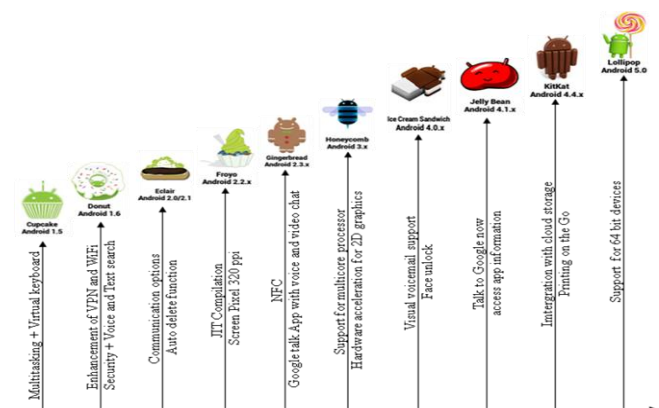 Cupcake
Android 1.5
Multitasking + Virtual keyboard
Donut
Android 1.6
Enhancement of VPN and WiFi
Security + Voice and Text search
Eclair
Android 2.0/2.1
Communication options
Auto delete function
Froyo
Android 2.2.x
JIT Compilation
Screen Pixel 320 ppi
Gingerbread
Android 2.3.x
NFC
Google talk App with voice and video chat
Honeycomb
Android 3.x
Support for multicore processor
Hardware acceleration for 2D graphics
Ice Cream Sandwich
Android 4.0.x
Visual voicemail support
Face unlock
Jelly Bean
Android 4.1.x
Talk to Google now
access app information
KitKat
Android 4.4.x
Imtergration with cloud storage
Printing on the Go
Lollipop
Android 5.0
Support for 64 bit devices